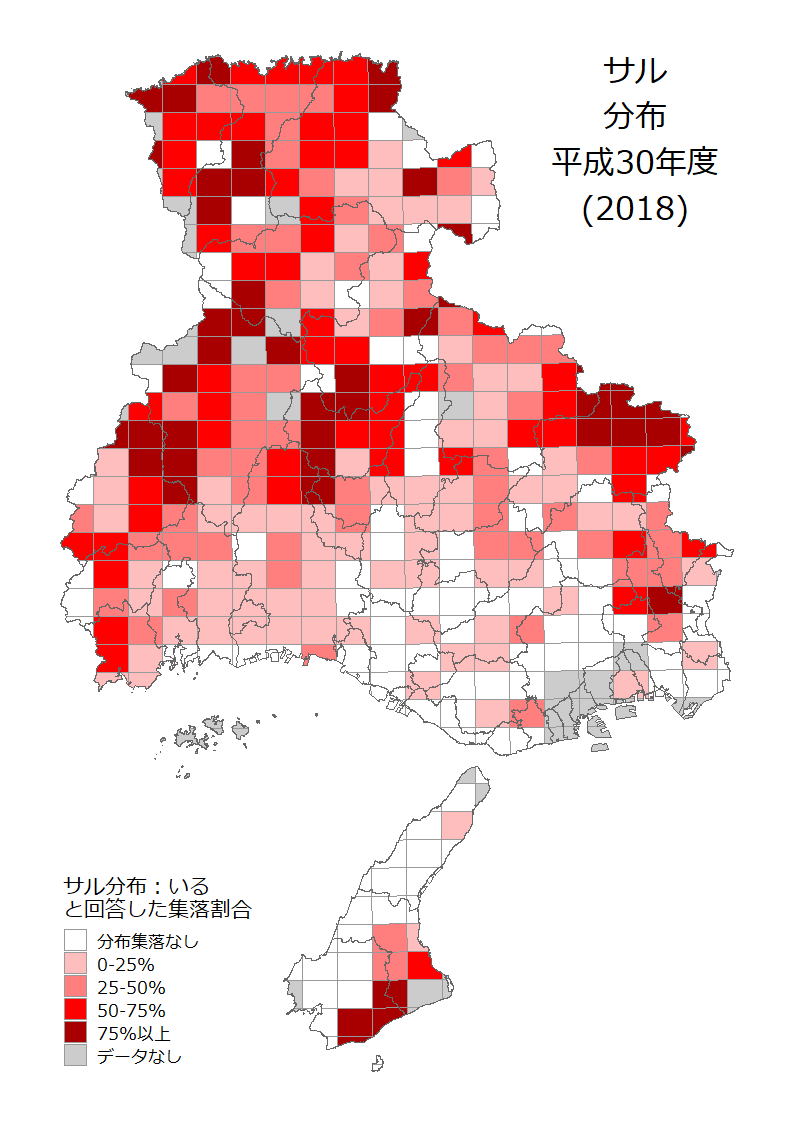 サル
分布
平成30年度
(2018)
サル分布：いる
と回答した集落割合
分布集落なし
0-25%
25-50%
50-75%
75%以上
データなし